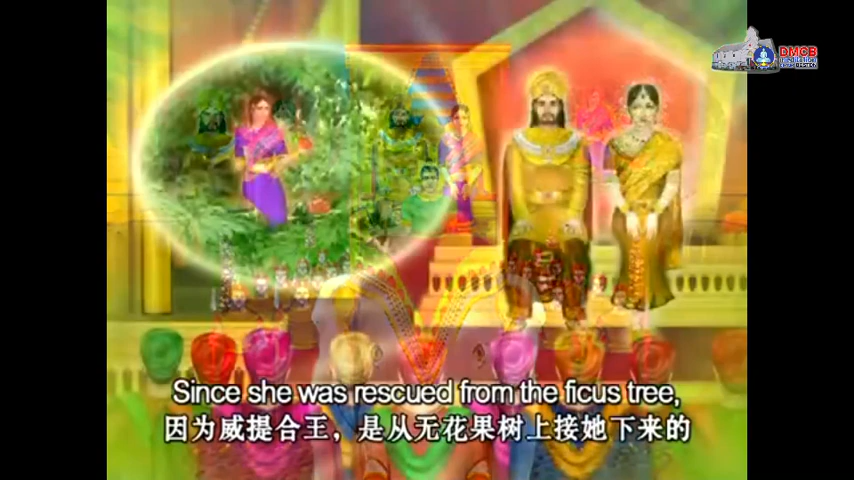 DMCB
meditation
Since she was rescued from the ficus tree,
因为威提合王，是从无花果树上接她下来的